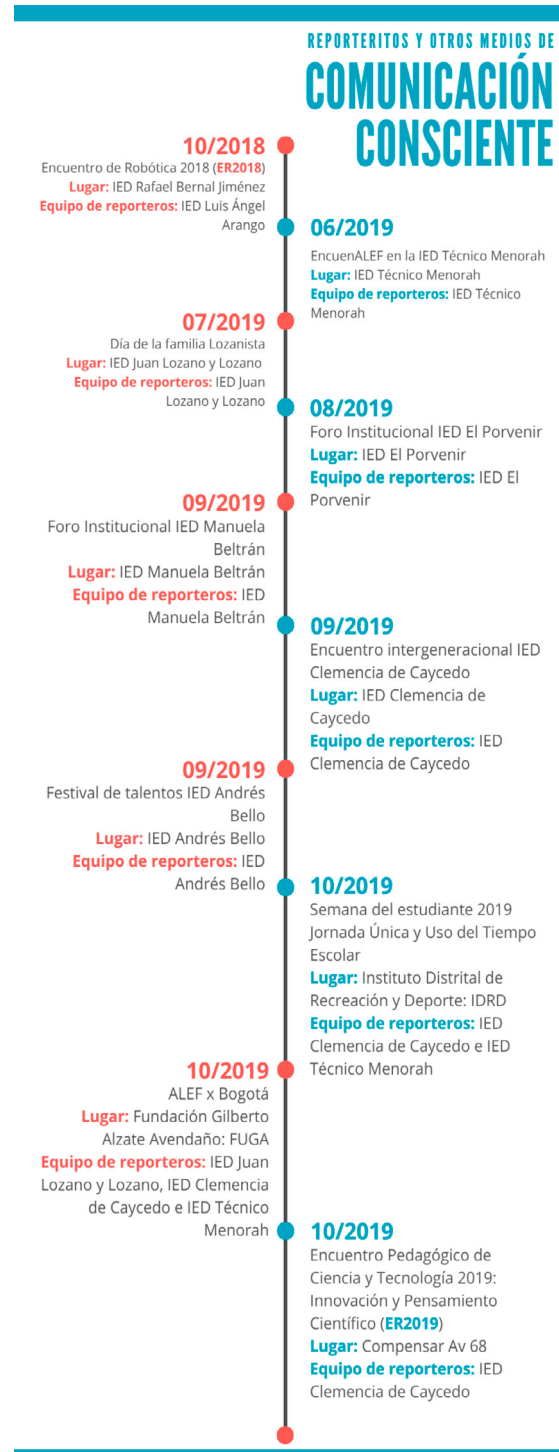 REPORTERITOS Y OTROS MEDIOS DE
COMUNICACIÓN
CONSCIENTE
10/2018
Encuentro de Robótica 2018 (ER2018)
Lugar: IED Rafael Bernal Jiménez
Equipo de reporteros: IED Luis Ángel
Arango
06/2019
EncuenALEF en la IED Técnico Menorah
Lugar: IED Técnico Menorah
Equipo de reporteros: IED Técnico
Menorah
07/2019
Día de la familia Lozanista
Lugar: IED Juan Lozano y Lozano
Equipo de reporteros: IED Juan
Lozano y Lozano
08/2019
Foro Institucional IED El Porvenir
Lugar: IED El Porvenir
Equipo de reporteros: IED El
Porvenir
09/2019
Foro Institucional IED Manuela
Beltrán
Lugar: IED Manuela Beltrán
Equipo de reporteros: IED
Manuela Beltrán
09/2019
Encuentro intergeneracional IED
Clemencia de Caycedo
Lugar: IED Clemencia de
Caycedo
Equipo de reporteros: IED
Clemencia de Caycedo
09/2019
Festival de talentos IED Andrés
Bello
Lugar: IED Andrés Bello
Equipo de reporteros: IED
Andrés Bello
10/2019
Semana del estudiante 2019
Jornada Única y Uso del Tiempo
Escolar
Lugar: Instituto Distrital de
Recreación y Deporte: IDRD
Equipo de reporteros: IED
Clemencia de Caycedo e IED
Técnico Menorah
10/2019
ALEF x Bogotá
Lugar: Fundación Gilberto
Alzate Avendaño: FUGA
Equipo de reporteros: IED Juan
Lozano y Lozano, IED Clemencia
de Caycedo e IED Técnico
Menorah
10/2019
Encuentro Pedagógico de
Ciencia y Tecnología 2019:
Innovación y Pensamiento
Científico (ER2019)
Lugar: Compensar Av 68
Equipo de reporteros: IED
Clemencia de Caycedo